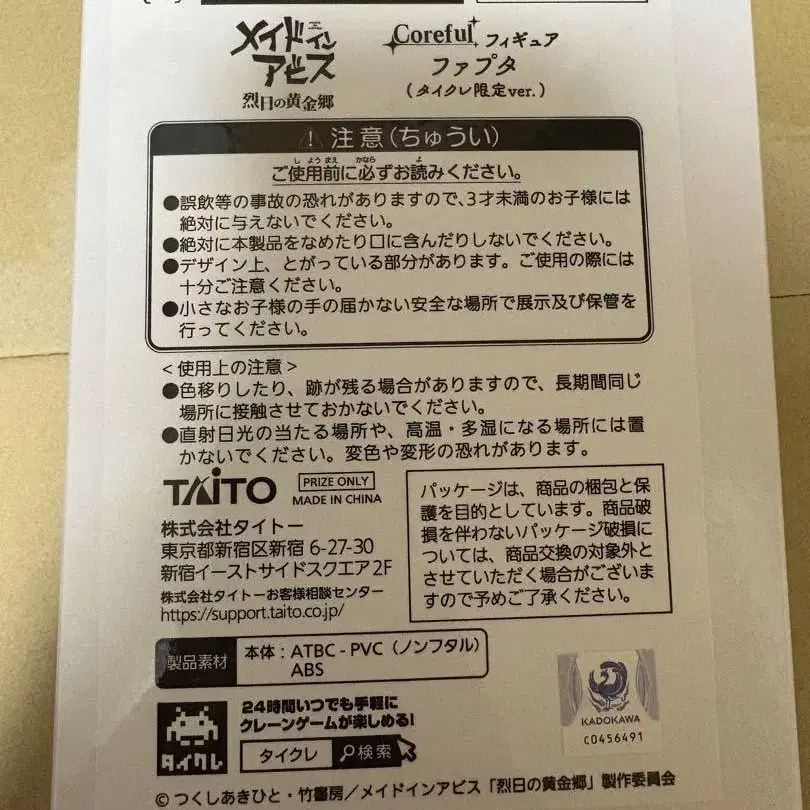 メイドイン
アビス
烈日の黄金郷
Coreful フィギュア
ファプタ
(タイクレ限定ver.)
! 注意(ちゅうい)
しようまえ かなら よ
ご使用前に必ずお読みください。
●誤飲等の事故の恐れがありますので、3才未満のお子様には
絶対に与えないでください。
●絶対に本製品をなめたり口に含んだりしないでください。
●デザイン上、とがっている部分があります。ご使用の際には
十分ご注意ください。
●小さなお子様の手の届かない安全な場所で展示及び保管を
行ってください。
<使用上の注意>
●色移りしたり、跡が残る場合がありますので、長期間同じ
場所に接触させておかないでください。
●直射日光の当たる場所や、高温・多湿になる場所には置
かないでください。変色や変形の恐れがあります。
TAITO
PRIZE ONLY
MADE IN CHINA
株式会社タイトー
東京都新宿区新宿 6-27-30
新宿イーストサイドスクエア2F
株式会社タイトーお客様相談センター
https://support.taito.co.jp/
パッケージは、商品の梱包と保
護を目的としています。商品破
損を伴わないパッケージ破損に
ついては、商品交換の対象外と
させていただく場合がございま
すので予めご了承ください。
製品素材
本体:ATBC-PVC(ノンフタル)
ABS
タイクレ
24時間いつでも手軽に
クレーンゲームが楽しめる!
タイクレ 検索
KADOKAWA
C0456491
© つくしあきひと・竹書房/メイドインアビス「烈日の黄金郷」製作委員会